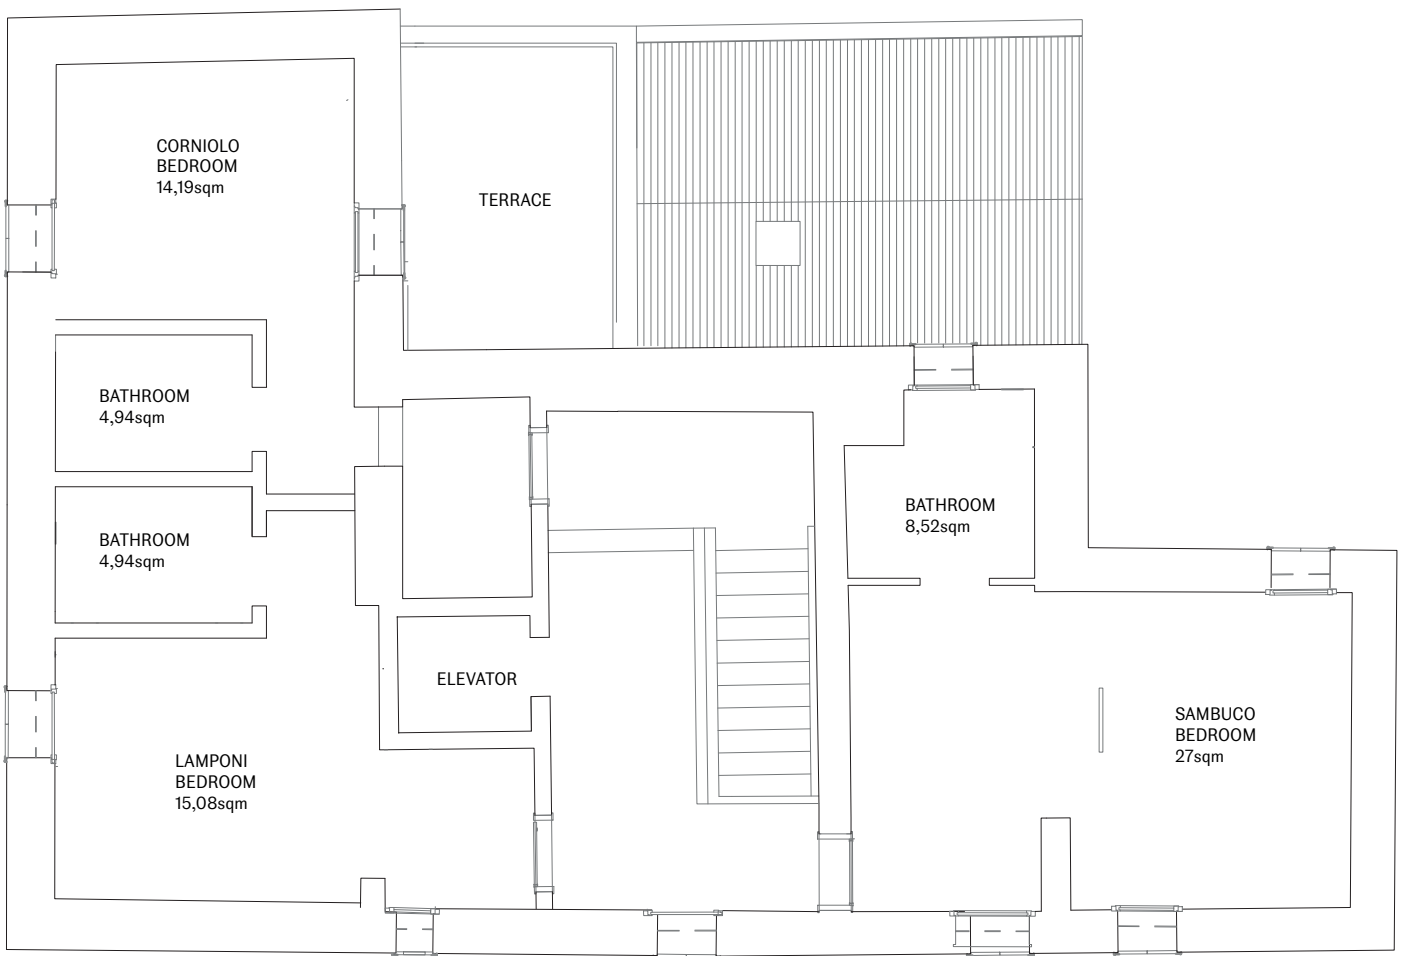 CORNIOLO
BEDROOM
14,19sqm
TERRACE
BATHROOM
4,94sqm
BATHROOM
4,94sqm
BATHROOM
8,52sqm
ELEVATOR
SAMBUCO
BEDROOM
27sqm
LAMPONI
BEDROOM
15,08sqm